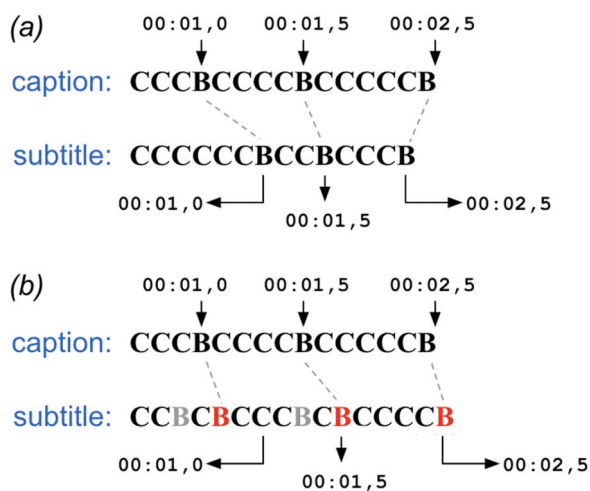 (a)
00:01,0 00:01,5 00:02,5
caption: CCCBCCCCBCCCCCB
subtitle: CCCCCCBCCBCCCB
00:01,0 00:01,5 00:02,5
(b)
00:01,0 00:01,5 00:02,5
caption: CCCBCCCCBCCCCCB
subtitle: CCBCBCCCBCBCCCCB
00:01,0 00:01,5 00:02,5